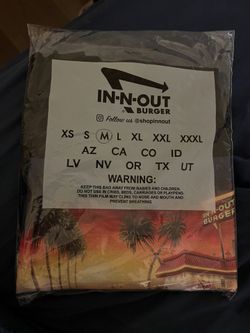 IN-N-OUT
BURGER
Follow us @shopinnout
XS S M L XL XXL XXXL
AZ CA CO ID
LV NV OR TX UT
WARNING:
KEEP THIS BAG AWAY FROM BABIES AND CHILDREN.
DO NOT USE IN CRIBS, BEDS, CARRIAGES OR PLAYPENS.
THIS THIN FILM MAY CLING TO NOSE AND MOUTH AND
PREVENT BREATHING
IN-N-OUT
BURGER